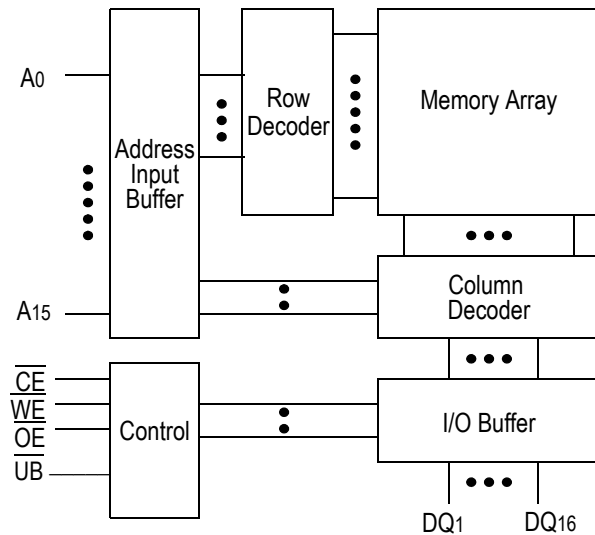 A0
A15
Address
Input
Buffer
Row
Decoder
Memory Array
Column
Decoder
CE
WE
OE
UB
Control
I/O Buffer
DQ1
DQ16